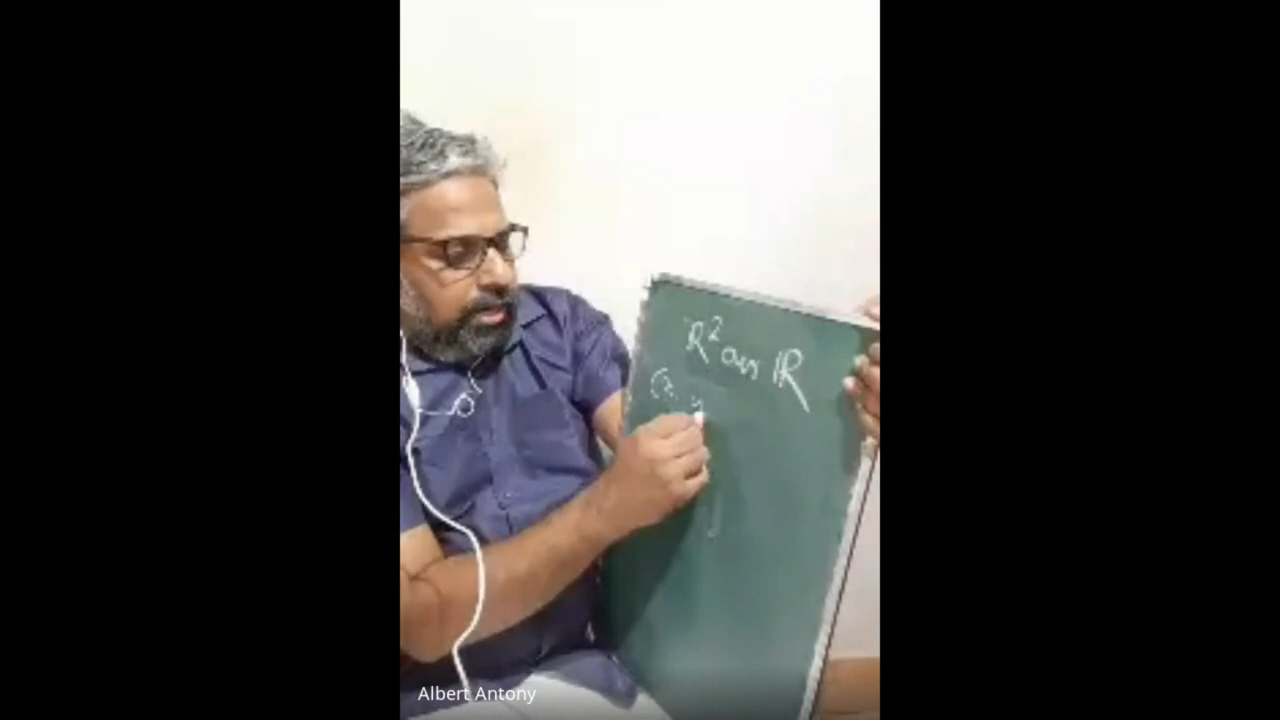 ℝ² over ℝ
(x, y
Albert Antony